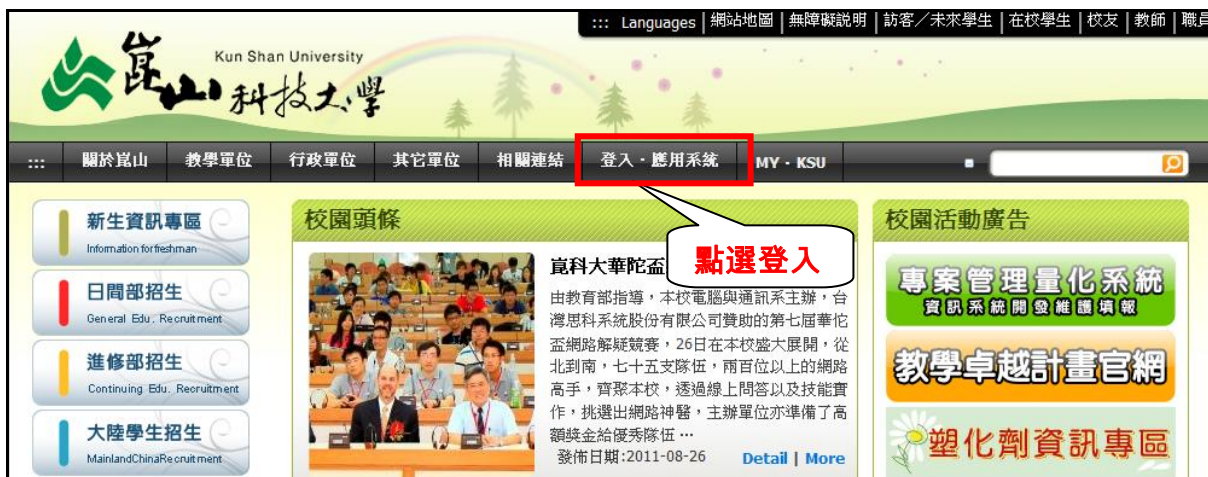 ::: Languages | 網站地圖 | 無障礙説明 | 訪客／未來學生 | 在校學生 | 校友 | 教師 | 職員
Kun Shan University
崑山科技大學
::: 關於崑山 教學單位 行政單位 其它單位 相關連結 登入・應用系統 MY・KSU
新生資訊專區
Information for freshman
日間部招生
General Edu. Recruitment
進修部招生
Continuing Edu. Recruitment
大陸學生招生
MainlandChinaRecruitment
校園頭條
點選登入
崑科大華陀盃
由教育部指導，本校電腦與通訊系主辦，台
灣思科系統股份有限公司贊助的第七屆華佗
盃網路解疑競賽，26日在本校盛大展開，從
北到南，七十五支隊伍，兩百位以上的網路
高手，齊聚本校，透過線上問答以及技能實
作，挑選出網路神醫，主辦單位亦準備了高
額獎金給優秀隊伍 …
發佈日期:2011-08-26 Detail | More
校園活動廣告
專案管理量化系統
資訊系統開發維護填報
教學卓越計畫官網
塑化劑資訊專區